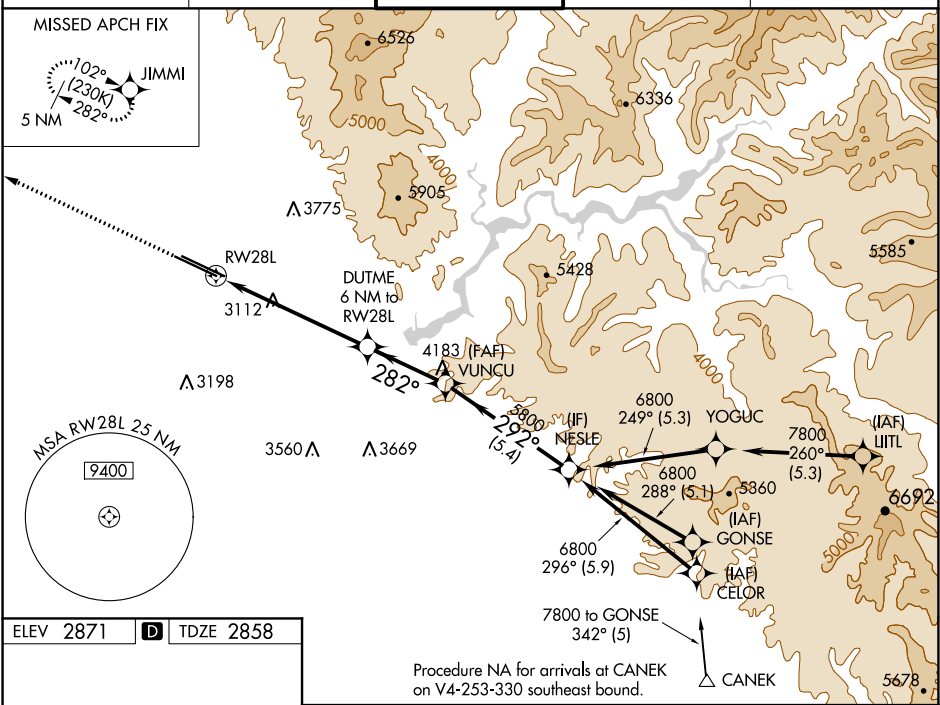 MISSED APCH FIX
JIMMI
102°
(230K)
282°
5 NM
6526
6336
5000
4000
5905
3775
5585
RW28L
DUTME
6 NM to
RW28L
5428
3112
4183 (FAF)
VUNCU
282°
3198
4000
6800
249° (5.3)
YOGUC
(IAF)
LIITL
5800
292°
(5.4)
(IF)
NESLE
7800
260°
(5.3)
MSA RW28L 25 NM
9400
3560
3669
6800
288° (5.1)
5360
6692
(IAF)
GONSE
5000
6800
296° (5.9)
(IAF)
CELOR
7800 to GONSE
342° (5)
ELEV 2871 D TDZE 2858
Procedure NA for arrivals at CANEK
on V4-253-330 southeast bound.
CANEK
5678